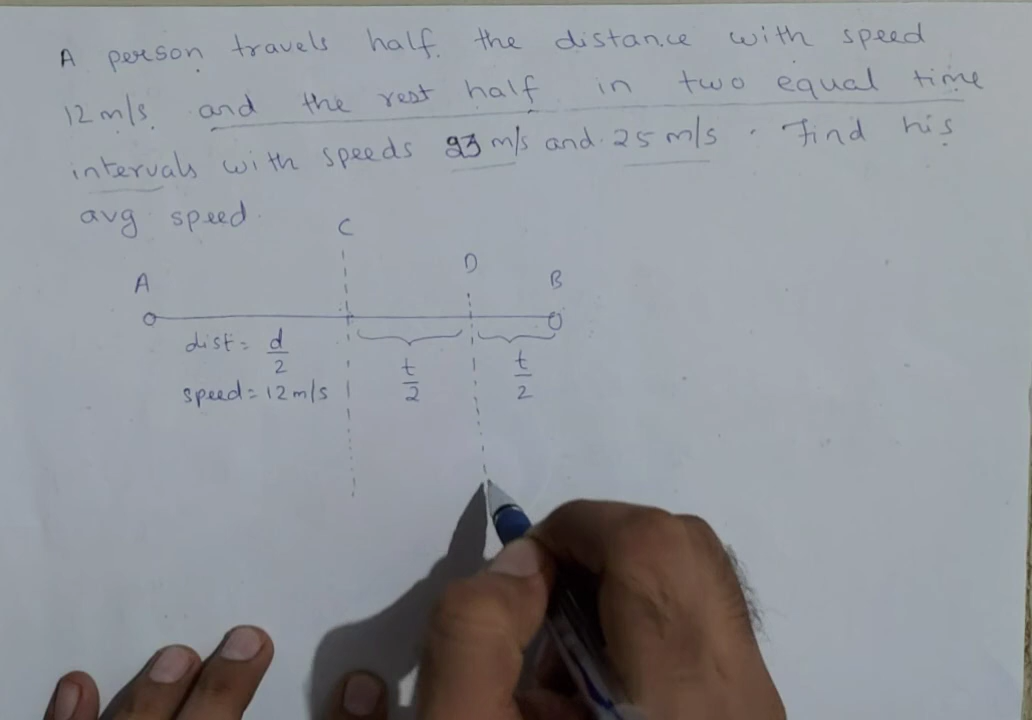 A person travels half the distance with speed
12 m/s and the rest half in two equal time
intervals with speeds 23 m/s and 25 m/s. Find his
avg speed.
C
D
A
B
dist = d/2
speed = 12 m/s
t/2
t/2